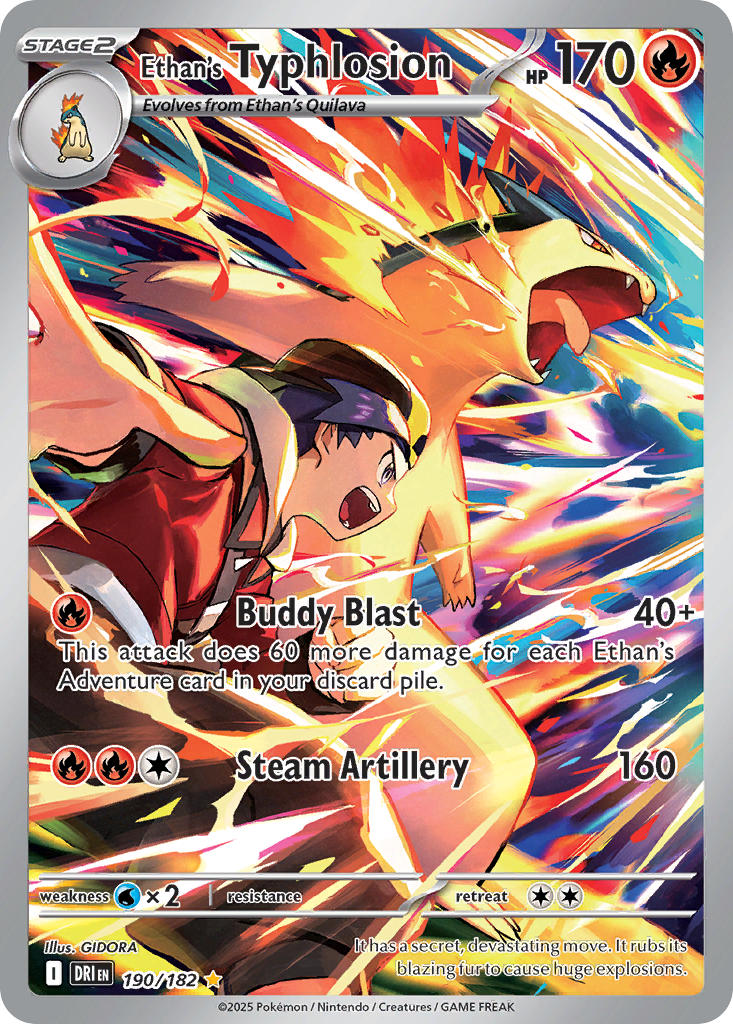 STAGE2
Ethan's Typhlosion HP 170
Evolves from Ethan's Quilava
Buddy Blast 40+
This attack does 60 more damage for each Ethan's
Adventure card in your discard pile.
Steam Artillery 160
weakness ×2 resistance retreat
Illus. GIDORA
It has a secret, devastating move. It rubs its
blazing fur to cause huge explosions.
I DRI EN 190/182
©2025 Pokémon / Nintendo / Creatures / GAME FREAK